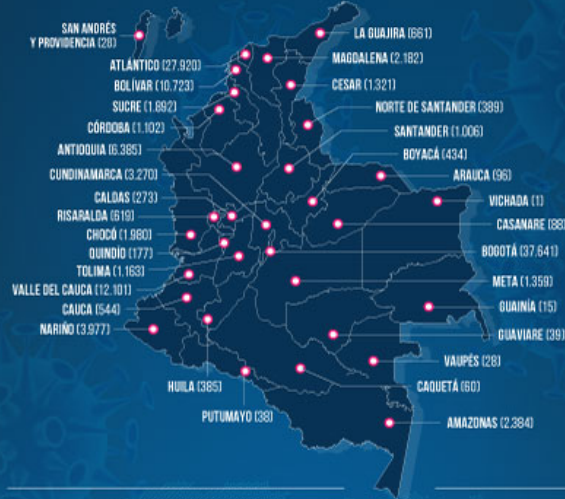 SAN ANDRÉS
Y PROVIDENCIA (28)
ATLÁNTICO (27.920)
BOLÍVAR (10.723)
SUCRE (1.892)
CÓRDOBA (1.102)
ANTIOQUIA (6.385)
CUNDINAMARCA (3.270)
CALDAS (273)
RISARALDA (619)
CHOCÓ (1.980)
QUINDÍO (177)
TOLIMA (1.163)
VALLE DEL CAUCA (12.101)
CAUCA (544)
NARIÑO (3.977)
HUILA (385)
PUTUMAYO (38)
LA GUAJIRA (661)
MAGDALENA (2.182)
CESAR (1.321)
NORTE DE SANTANDER (389)
SANTANDER (1.006)
BOYACÁ (434)
ARAUCA (96)
VICHADA (1)
CASANARE (88)
BOGOTÁ (37.641)
META (1.359)
GUAINÍA (15)
GUAVIARE (39)
VAUPÉS (28)
CAQUETÁ (60)
AMAZONAS (2.384)